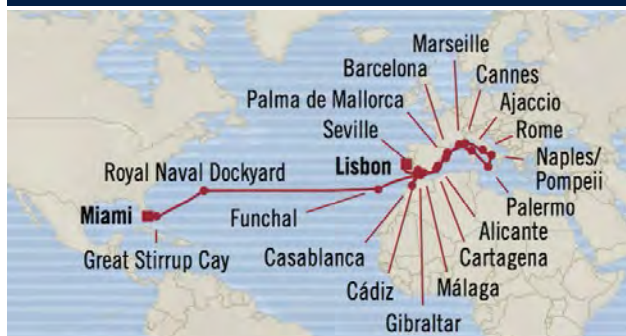 Marseille
Barcelona
Cannes
Palma de Mallorca
Ajaccio
Seville
Rome
Royal Naval Dockyard
Lisbon
Naples/
Pompeii
Miami
Funchal
Palermo
Great Stirrup Cay
Casablanca
Alicante
Cartagena
Cádiz
Málaga
Gibraltar